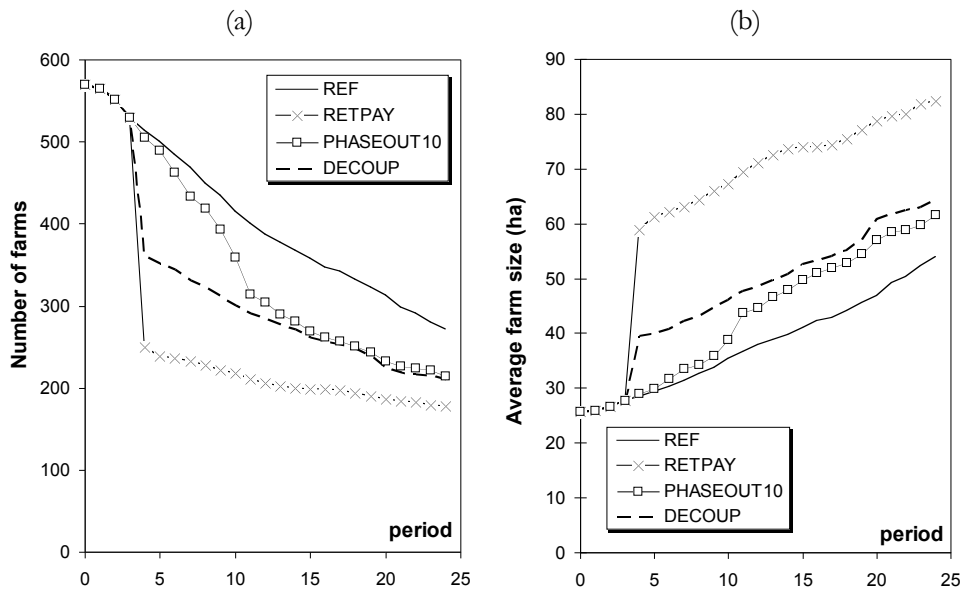 (a)
Number of farms
600
500
400
300
200
100
0
REF
RETPAY
PHASEOUT10
DECOUP
period
0 5 10 15 20 25
(b)
Average farm size (ha)
90
80
70
60
50
40
30
20
10
0
REF
RETPAY
PHASEOUT10
DECOUP
period
0 5 10 15 20 25